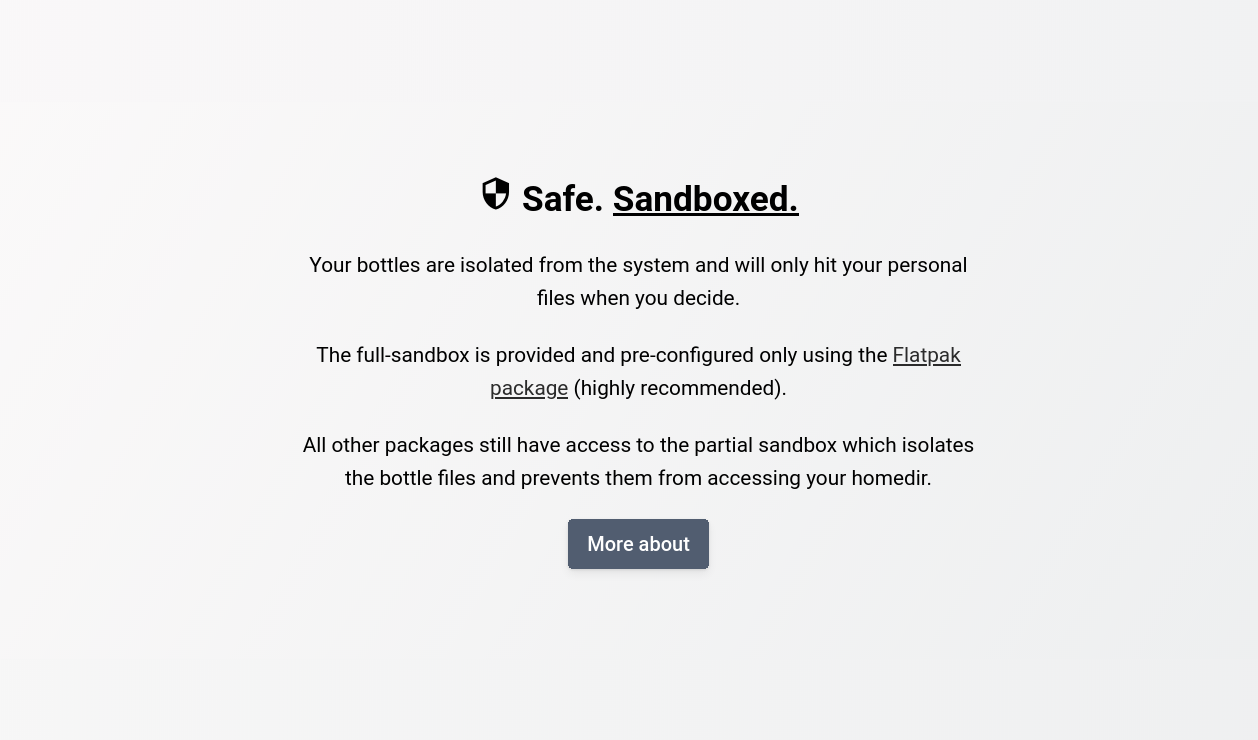 Safe. Sandboxed.
Your bottles are isolated from the system and will only hit your personal
files when you decide.
The full-sandbox is provided and pre-configured only using the Flatpak
package (highly recommended).
All other packages still have access to the partial sandbox which isolates
the bottle files and prevents them from accessing your homedir.
More about